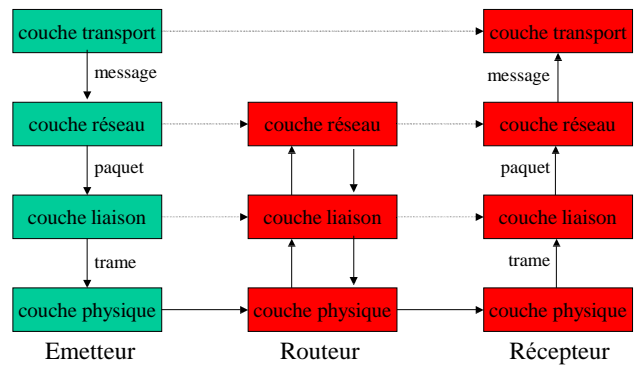 couche transport
couche transport
message
message
couche réseau
couche réseau
couche réseau
paquet
paquet
couche liaison
couche liaison
couche liaison
trame
trame
couche physique
couche physique
couche physique
Emetteur
Routeur
Récepteur